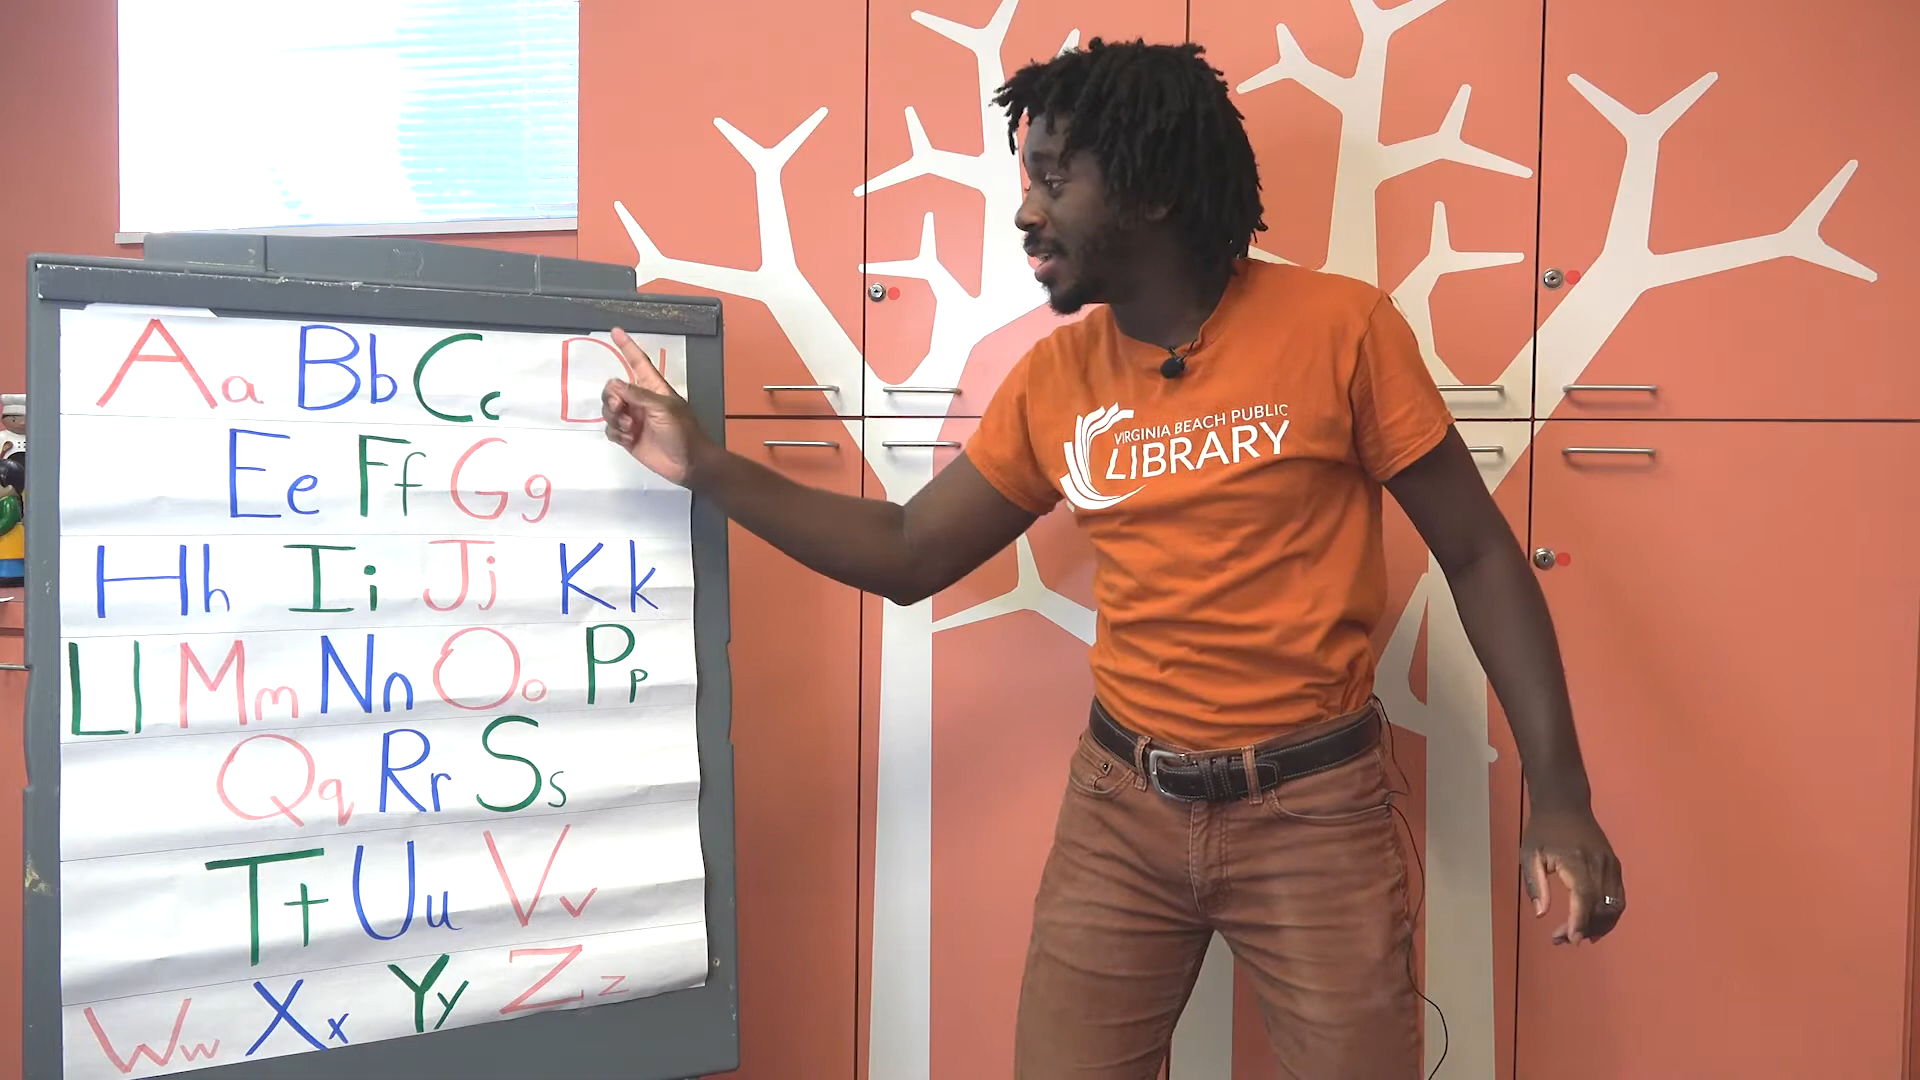 Aa Bb Cc D
Ee Ff Gg
Hh Ii Jj Kk
Ll Mm Nn Oo Pp
Qq Rr Ss
Tt Uu Vv
Ww Xx Yy Zz
VIRGINIA BEACH PUBLIC
LIBRARY